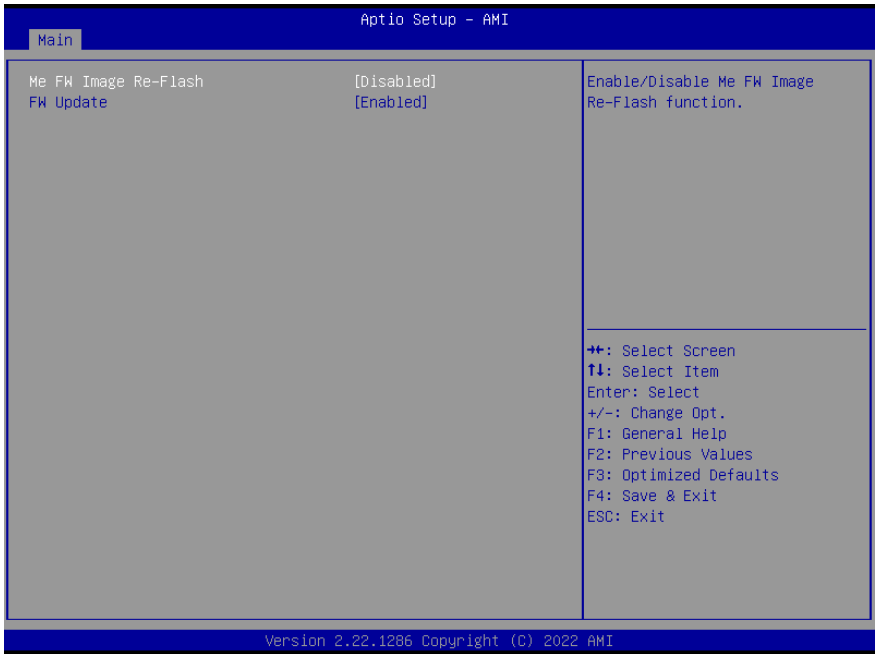 Aptio Setup – AMI
Main
Me FW Image Re-Flash [Disabled]
FW Update [Enabled]
Enable/Disable Me FW Image
Re-Flash function.
→←: Select Screen
↑↓: Select Item
Enter: Select
+/-: Change Opt.
F1: General Help
F2: Previous Values
F3: Optimized Defaults
F4: Save & Exit
ESC: Exit
Version 2.22.1286 Copyright (C) 2022 AMI